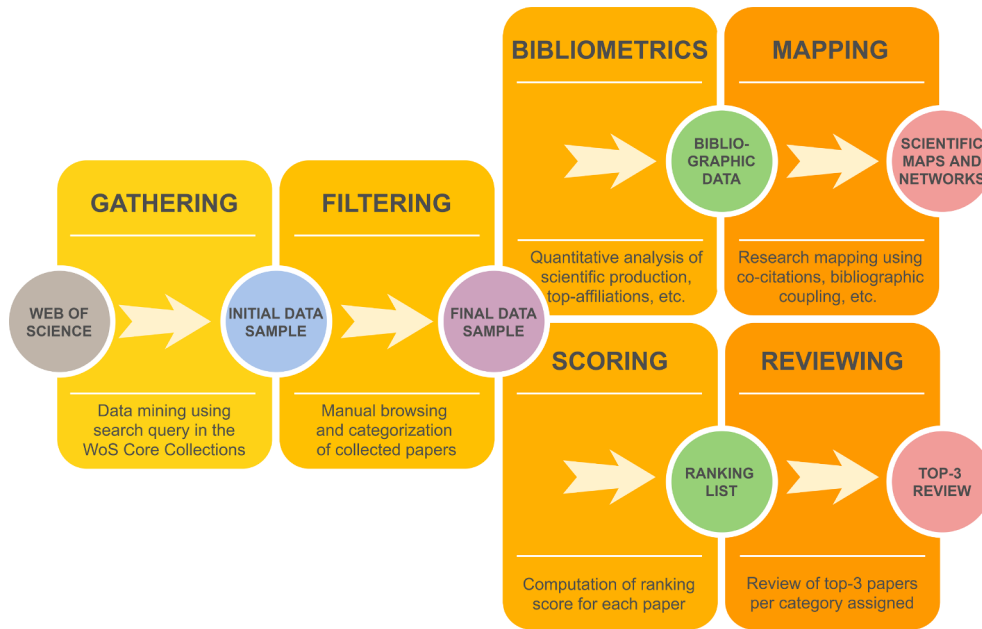 GATHERING
WEB OF
SCIENCE
INITIAL DATA
SAMPLE
Data mining using
search query in the
WoS Core Collections
FILTERING
FINAL DATA
SAMPLE
Manual browsing
and categorization
of collected papers
BIBLIOMETRICS
BIBLIO-
GRAPHIC
DATA
Quantitative analysis of
scientific production,
top-affiliations, etc.
MAPPING
SCIENTIFIC
MAPS AND
NETWORKS
Research mapping using
co-citations, bibliographic
coupling, etc.
SCORING
RANKING
LIST
Computation of ranking
score for each paper
REVIEWING
TOP-3
REVIEW
Review of top-3 papers
per category assigned